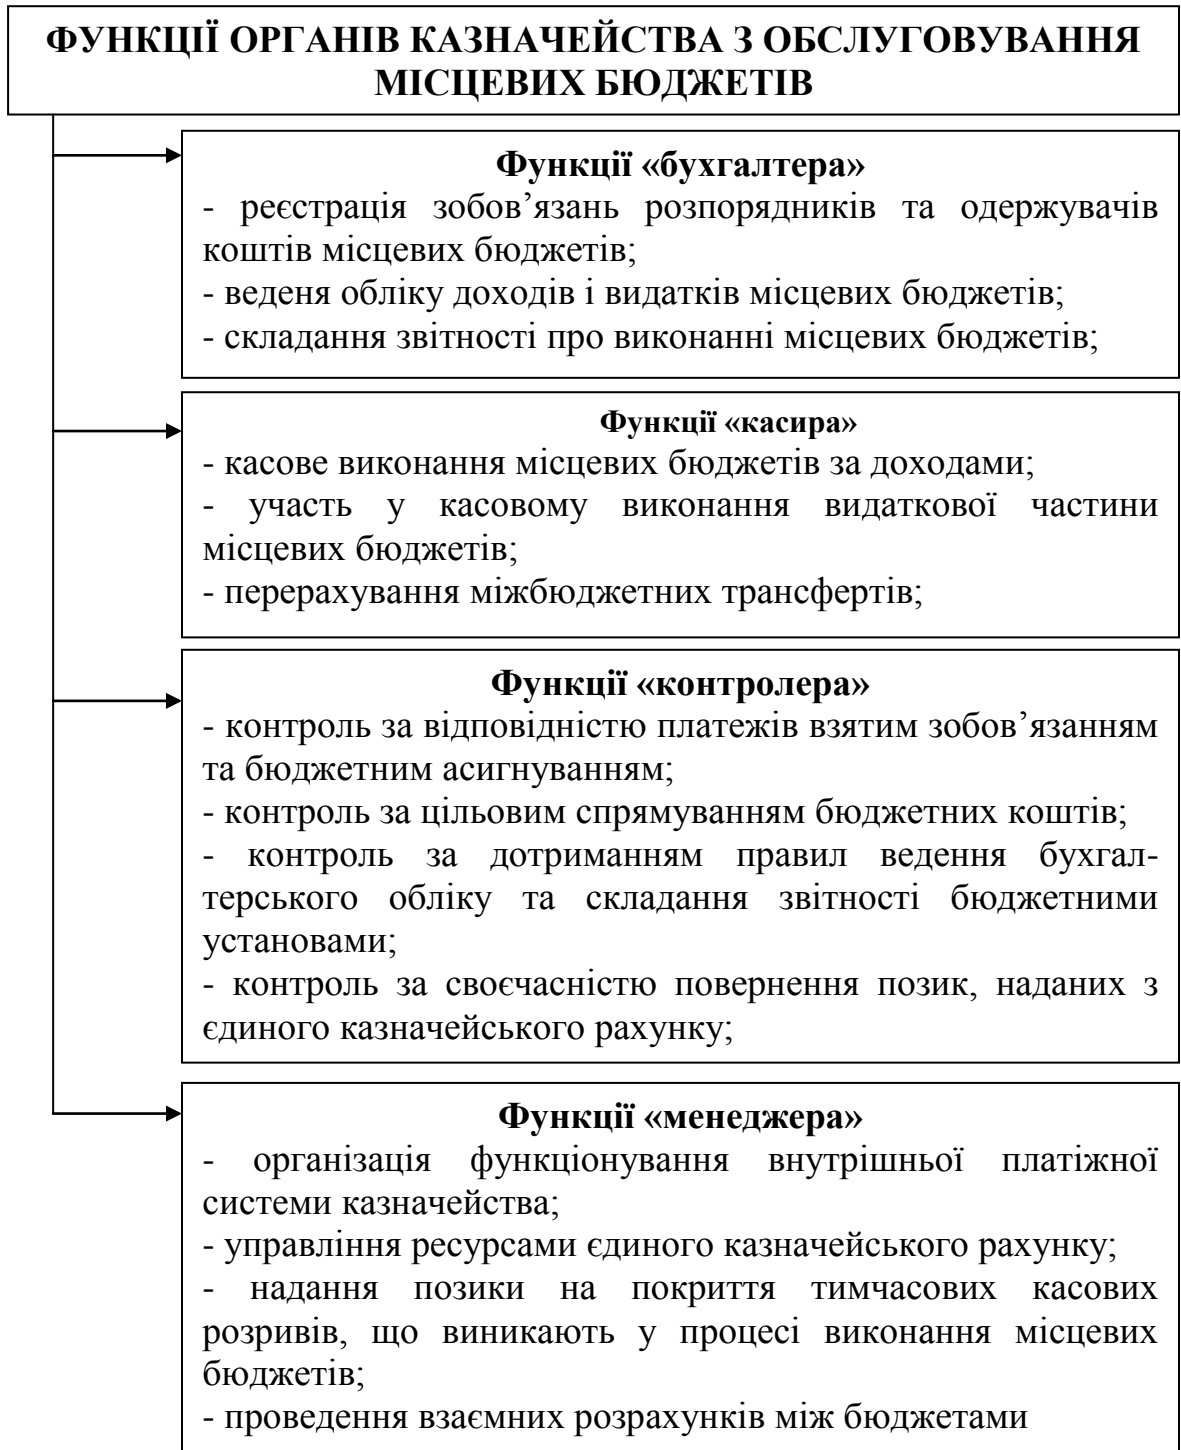 ФУНКЦІЇ ОРГАНІВ КАЗНАЧЕЙСТВА З ОБСЛУГОВУВАННЯ
МІСЦЕВИХ БЮДЖЕТІВ
Функції «бухгалтера»
- реєстрація зобов’язань розпорядників та одержувачів
коштів місцевих бюджетів;
- веденя обліку доходів і видатків місцевих бюджетів;
- складання звітності про виконанні місцевих бюджетів;
Функції «касира»
- касове виконання місцевих бюджетів за доходами;
- участь у касовому виконання видаткової частини
місцевих бюджетів;
- перерахування міжбюджетних трансфертів;
Функції «контролера»
- контроль за відповідністю платежів взятим зобов’язанням
та бюджетним асигнуванням;
- контроль за цільовим спрямуванням бюджетних коштів;
- контроль за дотриманням правил ведення бухгал-
терського обліку та складання звітності бюджетними
установами;
- контроль за своєчасністю повернення позик, наданих з
єдиного казначейського рахунку;
Функції «менеджера»
- організація функціонування внутрішньої платіжної
системи казначейства;
- управління ресурсами єдиного казначейського рахунку;
- надання позики на покриття тимчасових касових
розривів, що виникають у процесі виконання місцевих
бюджетів;
- проведення взаємних розрахунків між бюджетами